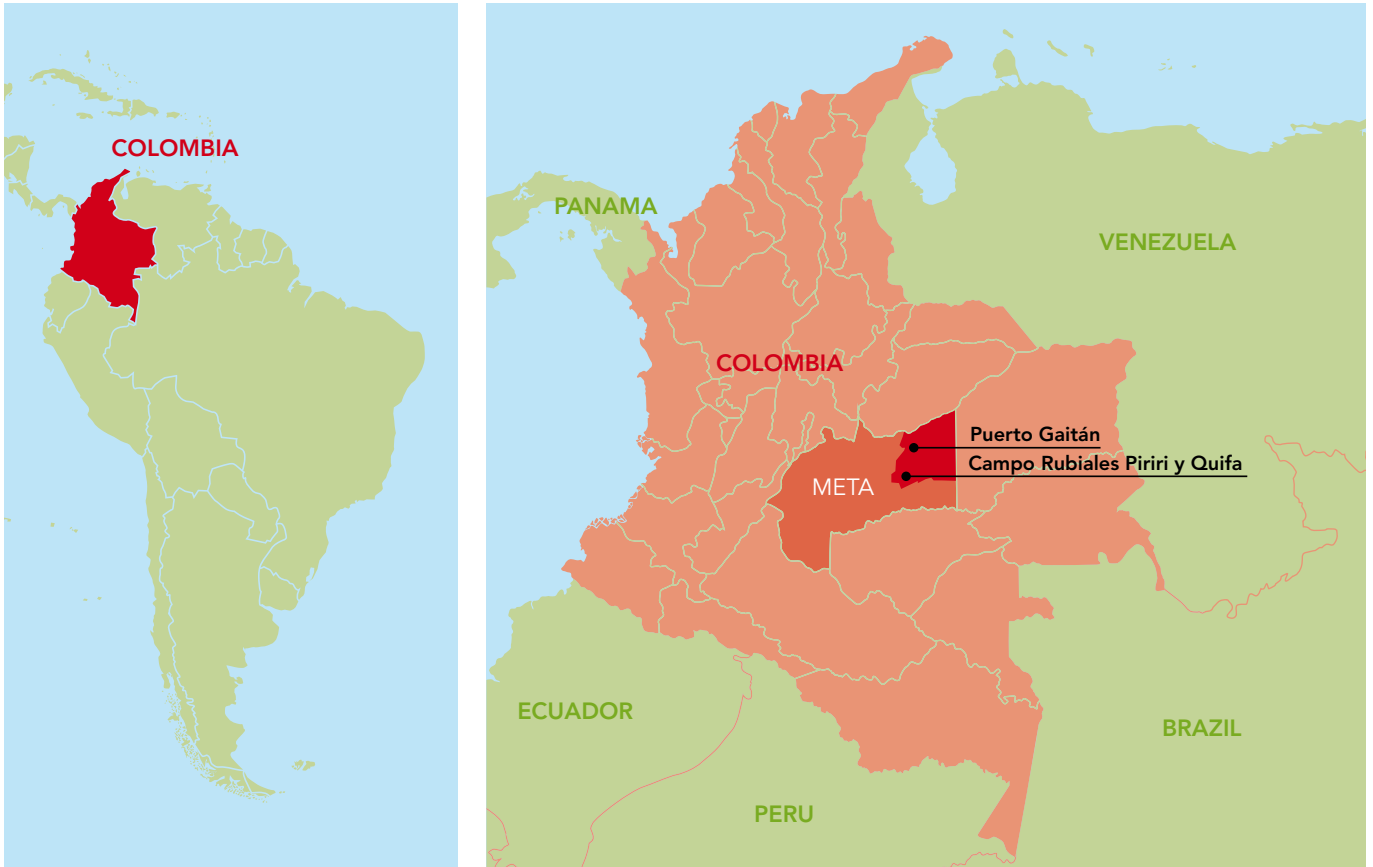 COLOMBIA
PANAMA
VENEZUELA
COLOMBIA
Puerto Gaitán
Campo Rubiales Piriri y Quifa
META
ECUADOR
BRAZIL
PERU